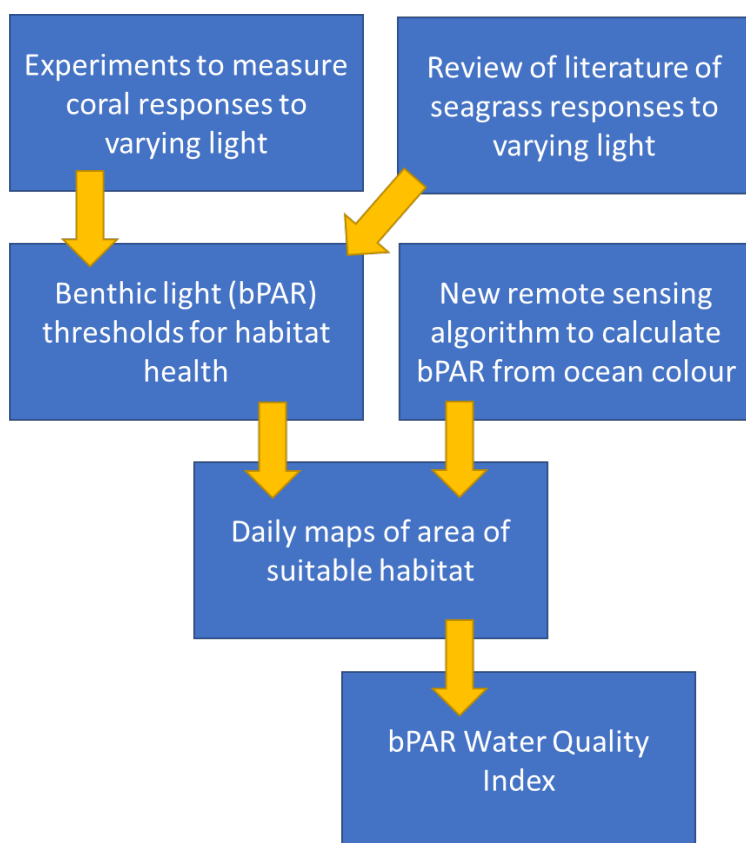 Experiments to measure
coral responses to
varying light
Review of literature of
seagrass responses to
varying light
Benthic light (bPAR)
thresholds for habitat
health
New remote sensing
algorithm to calculate
bPAR from ocean colour
Daily maps of area of
suitable habitat
bPAR Water Quality
Index